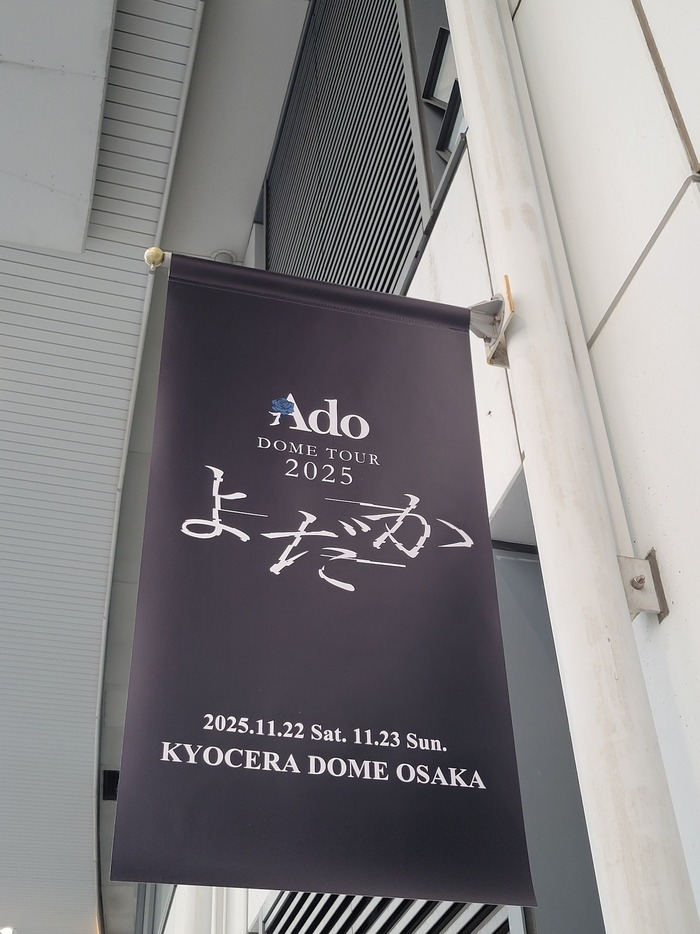 Ado
DOME TOUR
2025
よだか
2025.11.22 Sat. 11.23 Sun.
KYOCERA DOME OSAKA